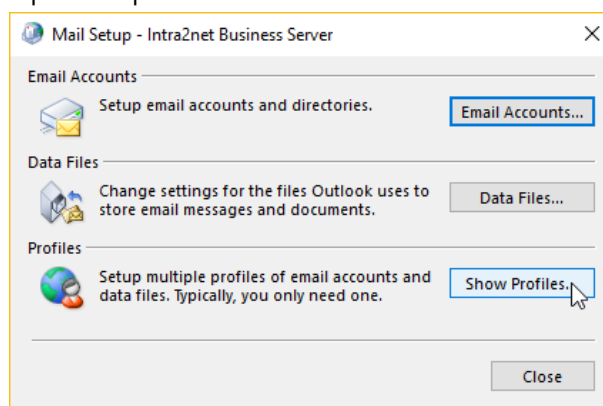 Mail Setup - Intra2net Business Server
Email Accounts
Setup email accounts and directories.
Email Accounts...
Data Files
Change settings for the files Outlook uses to
store email messages and documents.
Data Files...
Profiles
Setup multiple profiles of email accounts and
data files. Typically, you only need one.
Show Profiles...
Close